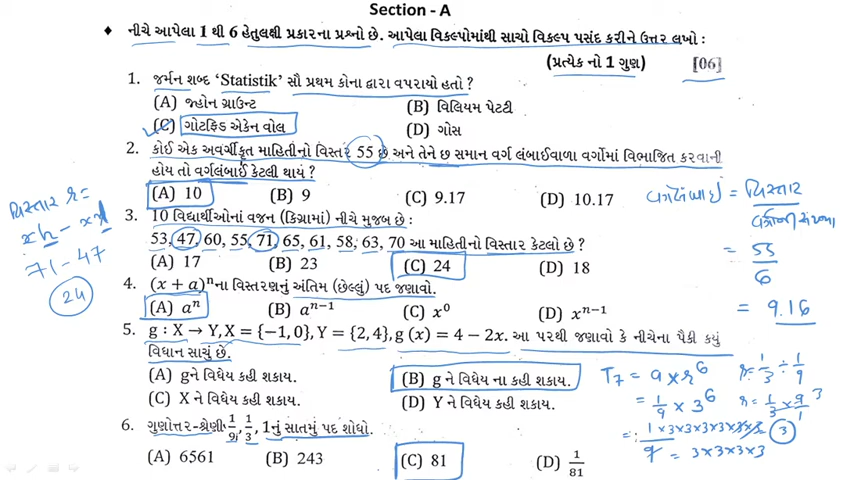 Section - A
♦ નીચે આપેલા 1 થી 6 હેતુલક્ષી પ્રકારના પ્રશ્નો છે. આપેલા વિકલ્પોમાંથી સાચો વિકલ્પ પસંદ કરીને ઉત્તર લખો :
(પ્રત્યેક નો 1 ગુણ) [06]
1. જર્મન શબ્દ 'Statistik' સૌ પ્રથમ કોના દ્વારા વપરાયો હતો ?
(A) જ્હોન ગ્રાઉન્ટ (B) વિલિયમ પેટટી
(C) ગોટફ્રિડ એકેન વોલ (D) ગોસ
2. કોઈ એક અવર્ગીકૃત માહિતીનો વિસ્તર 55 છે અને તેને છ સમાન વર્ગ લંબાઈવાળા વર્ગોમાં વિભાજિત કરવાની
હોય તો વર્ગલંબાઈ કેટલી થાય ?
(A) 10 (B) 9 (C) 9.17 (D) 10.17
3. 10 વિદ્યાર્થીઓનાં વજન (કિગ્રામાં) નીચે મુજબ છે :
53, 47, 60, 55, 71, 65, 61, 58, 63, 70 આ માહિતીનો વિસ્તાર કેટલો છે ?
(A) 17 (B) 23 (C) 24 (D) 18
4. (x + a)ⁿના વિસ્તરણનું અંતિમ (છેલ્લું) પદ જણાવો.
(A) aⁿ (B) aⁿ⁻¹ (C) x⁰ (D) xⁿ⁻¹
5. g : X → Y, X = {−1, 0}, Y = {2, 4}, g (x) = 4 − 2x. આ પરથી જણાવો કે નીચેના પૈકી કયું
વિધાન સાચું છે.
(A) gને વિધેય કહી શકાય. (B) g ને વિધેય ના કહી શકાય.
(C) X ને વિધેય કહી શકાય. (D) Y ને વિધેય કહી શકાય.
6. ગુણોત્તર-શ્રેણી 1/9, 1/3, 1નું સાતમું પદ શોધો.
(A) 6561 (B) 243 (C) 81 (D) 1/81
વિસ્તાર R =
71 - 47
24
વર્ગલંબાઈ = વિસ્તાર
વર્ગોની સંખ્યા
= 55
6
= 9.16
T₇ = a × r⁶
= 1/9 × 3⁶
r = 1/3 ÷ 1/9
r = 1/3 × 9/1
3
= 3×3×3×3